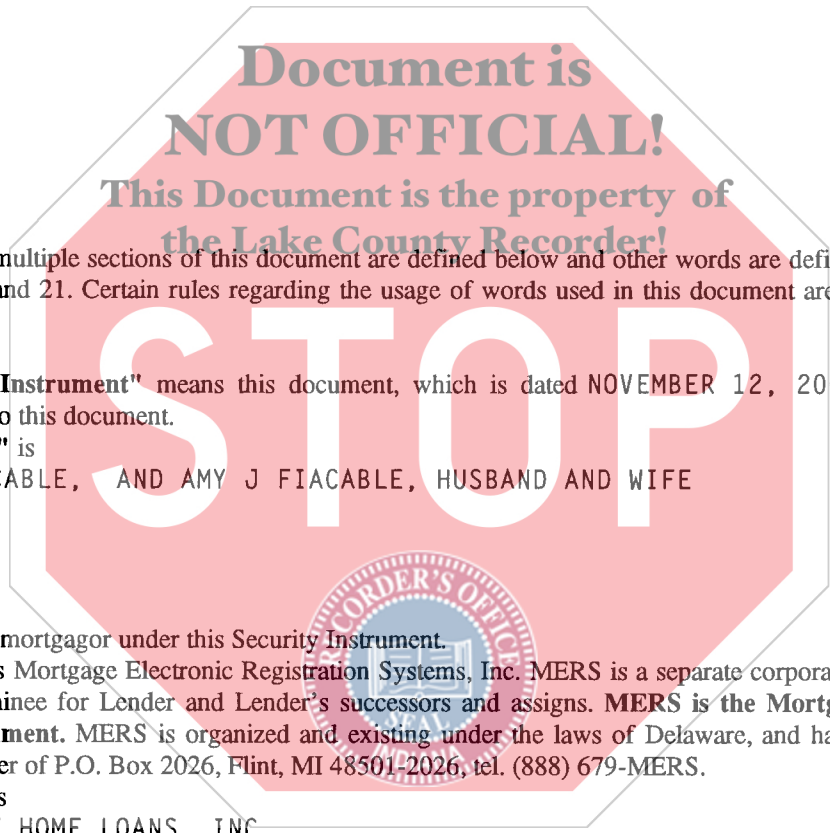 Document is
NOT OFFICIAL!
This Document is the property of
the Lake County Recorder!
multiple sections of this document are defined below and other words are defi
nd 21. Certain rules regarding the usage of words used in this document are
STOP
Instrument" means this document, which is dated NOVEMBER 12, 20
o this document.
" is
CABLE, AND AMY J FIACABLE, HUSBAND AND WIFE
RECORDER'S OFFICE
SEAL
INDIANA
mortgagor under this Security Instrument.
s Mortgage Electronic Registration Systems, Inc. MERS is a separate corpora
inee for Lender and Lender's successors and assigns. MERS is the Mortg
ment. MERS is organized and existing under the laws of Delaware, and ha
er of P.O. Box 2026, Flint, MI 48501-2026, tel. (888) 679-MERS.
s
HOME LOANS, INC